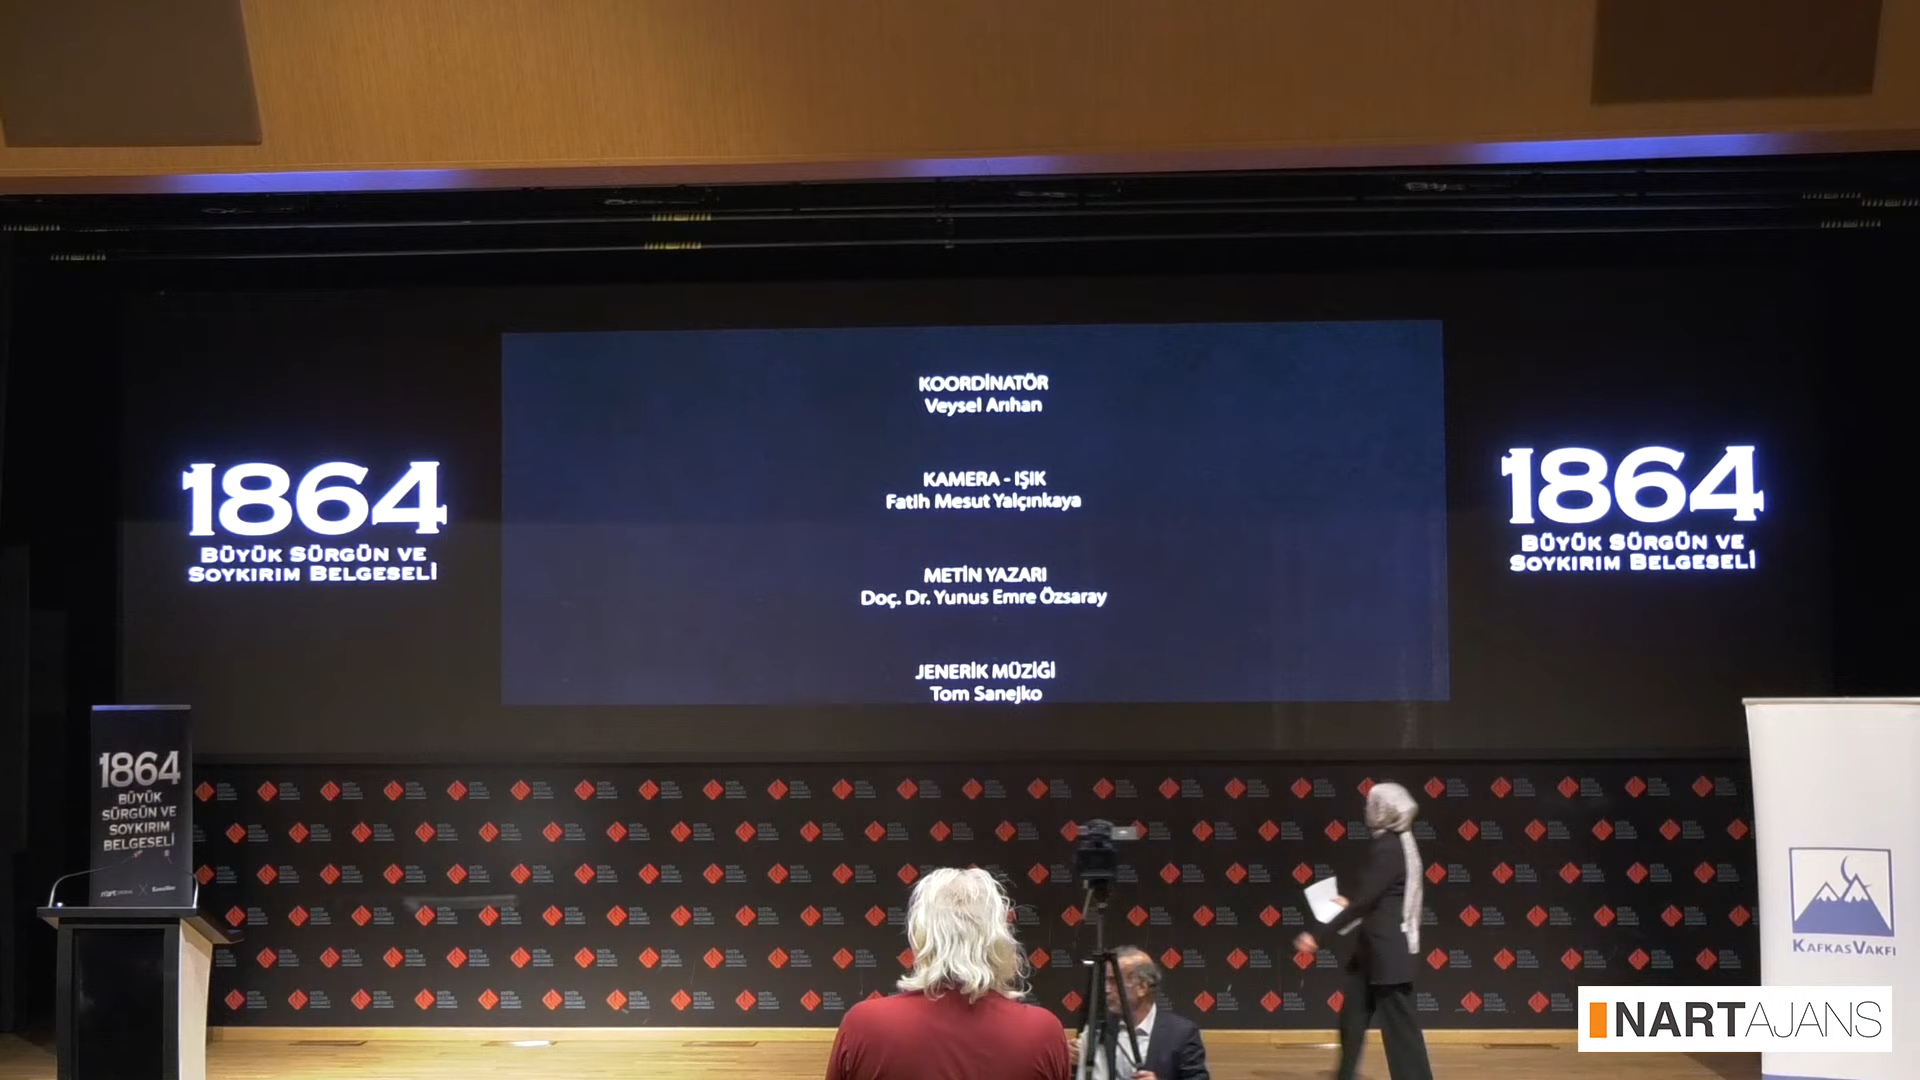 KOORDİNATÖR
Veysel Arıhan
KAMERA - IŞIK
Fatih Mesut Yalçınkaya
METİN YAZARI
Doç. Dr. Yunus Emre Özsaray
JENERİK MÜZİĞİ
Tom Sanejko
1864
BÜYÜK SÜRGÜN VE
SOYKIRIM BELGESELİ
1864
BÜYÜK SÜRGÜN VE
SOYKIRIM BELGESELİ
1864
BÜYÜK
SÜRGÜN VE
SOYKIRIM
BELGESELİ
KAFKAS VAKFI
NARTAJANS